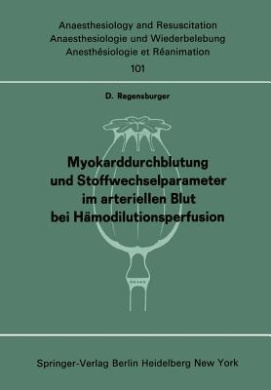 Anaesthesiology and Resuscitation
Anaesthesiologie und Wiederbelebung
Anesthésiologie et Réanimation
101
D. Regensburger
Myokarddurchblutung
und Stoffwechselparameter
im arteriellen Blut
bei Hämodilutionsperfusion
Springer-Verlag Berlin Heidelberg New York